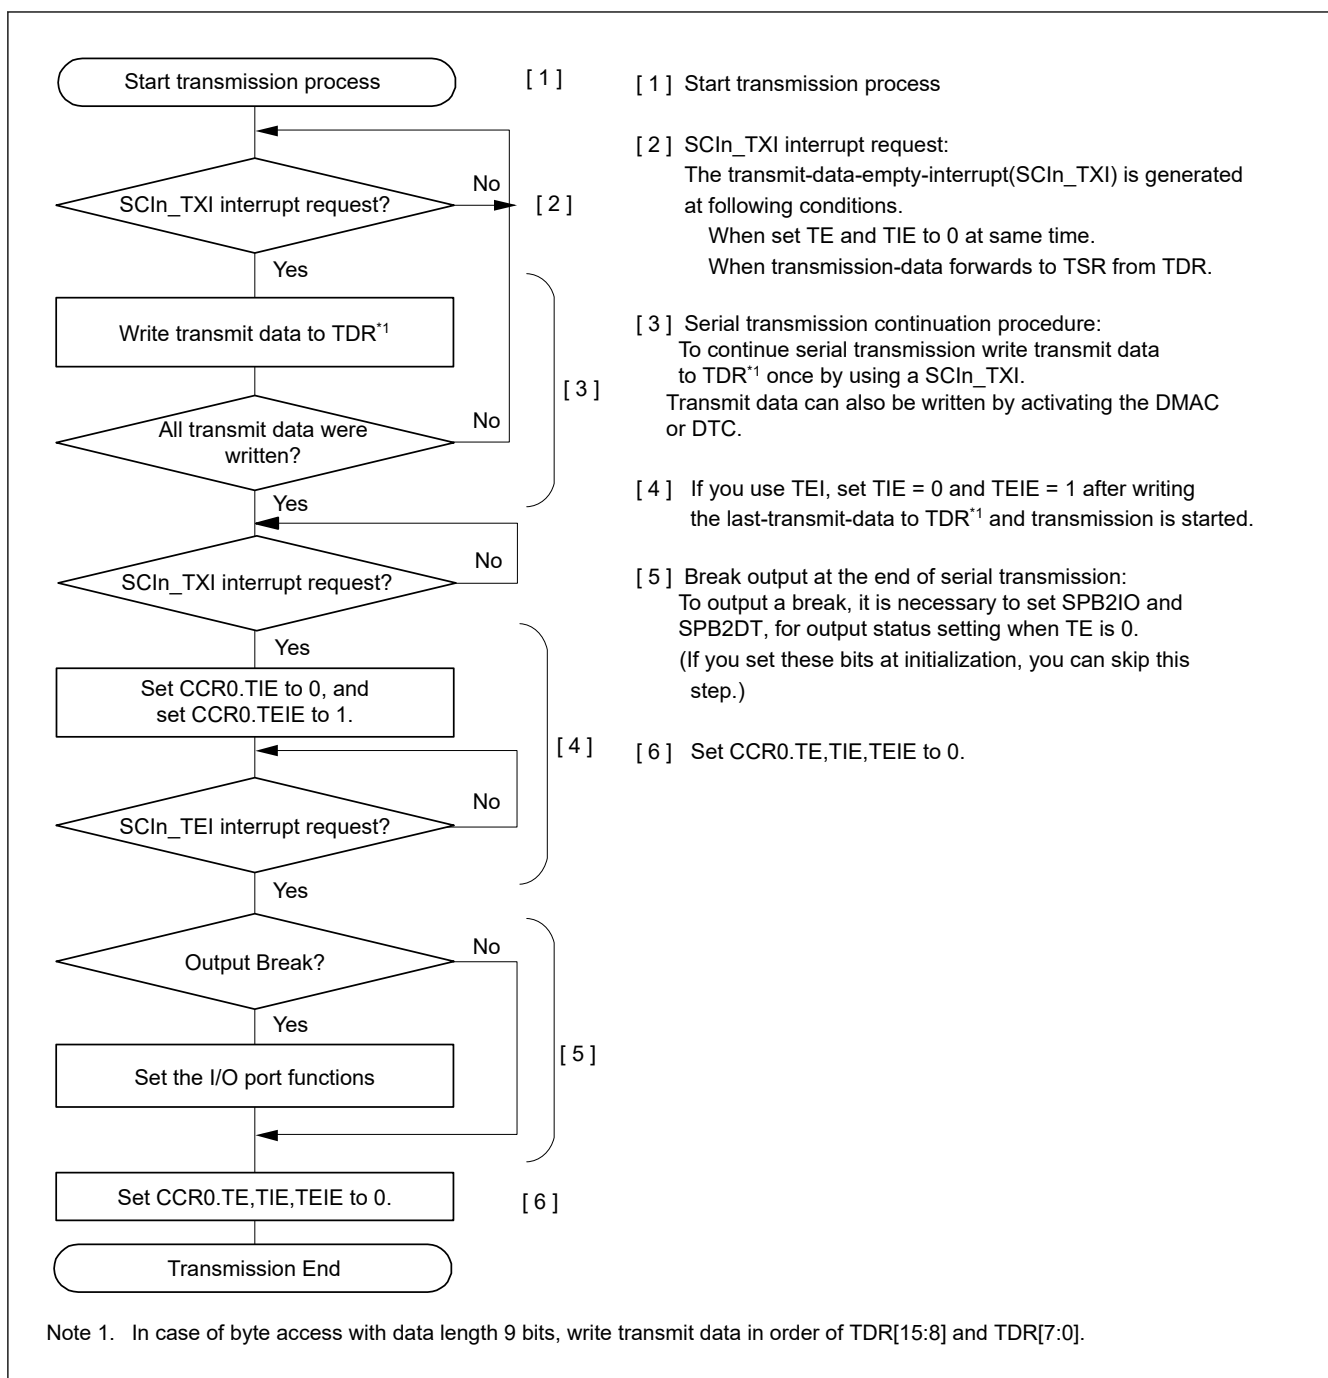 Start transmission process
[ 1 ]
SCIn_TXI interrupt request?
No
[ 2 ]
Yes
Write transmit data to TDR*1
[ 3 ]
All transmit data were
written?
No
Yes
SCIn_TXI interrupt request?
No
Yes
Set CCR0.TIE to 0, and
set CCR0.TEIE to 1.
[ 4 ]
SCIn_TEI interrupt request?
No
Yes
Output Break?
No
Yes
Set the I/O port functions
[ 5 ]
Set CCR0.TE,TIE,TEIE to 0.
[ 6 ]
Transmission End
[ 1 ] Start transmission process
[ 2 ] SCIn_TXI interrupt request:
The transmit-data-empty-interrupt(SCIn_TXI) is generated
at following conditions.
When set TE and TIE to 0 at same time.
When transmission-data forwards to TSR from TDR.
[ 3 ] Serial transmission continuation procedure:
To continue serial transmission write transmit data
to TDR*1 once by using a SCIn_TXI.
Transmit data can also be written by activating the DMAC
or DTC.
[ 4 ] If you use TEI, set TIE = 0 and TEIE = 1 after writing
the last-transmit-data to TDR*1 and transmission is started.
[ 5 ] Break output at the end of serial transmission:
To output a break, it is necessary to set SPB2IO and
SPB2DT, for output status setting when TE is 0.
(If you set these bits at initialization, you can skip this
step.)
[ 6 ] Set CCR0.TE,TIE,TEIE to 0.
Note 1. In case of byte access with data length 9 bits, write transmit data in order of TDR[15:8] and TDR[7:0].